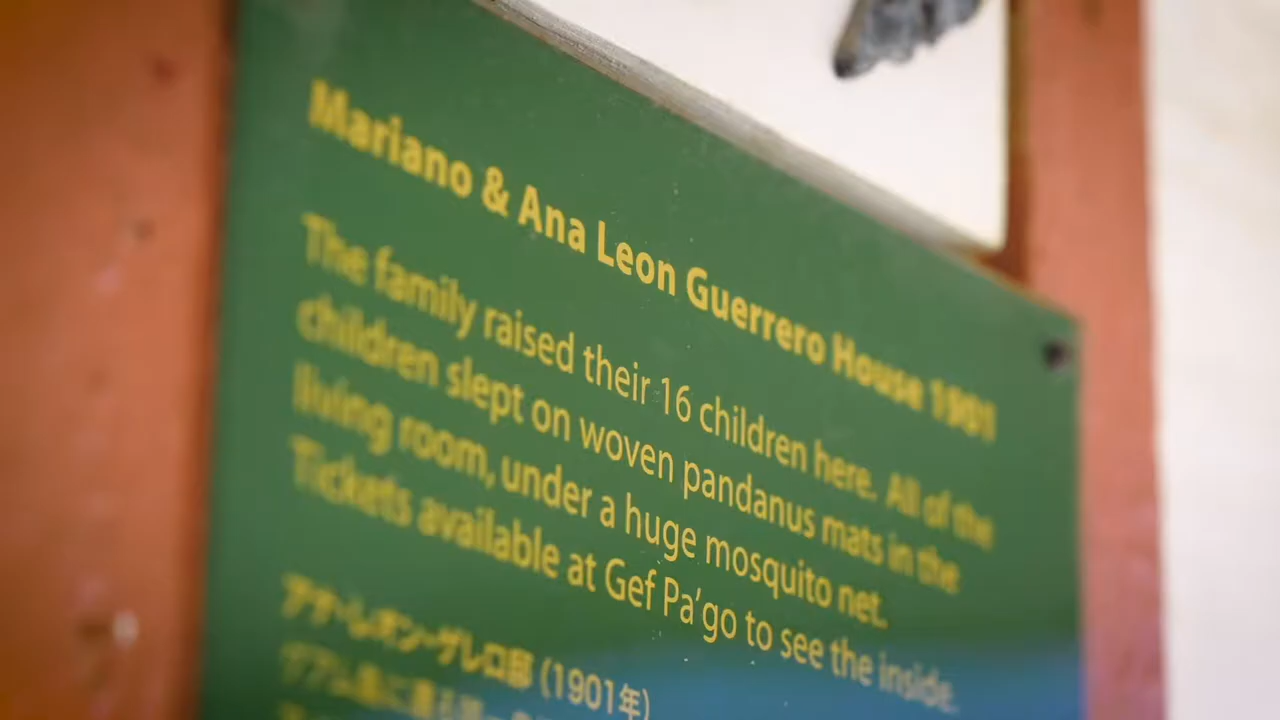 Mariano & Ana Leon Guerrero House 1901
The family raised their 16 children here. All of the
children slept on woven pandanus mats in the
living room, under a huge mosquito net.
Tickets available at Gef Pa'go to see the inside.
アナ・レオン・ゲレロ邸 (1901年)
グアム島に